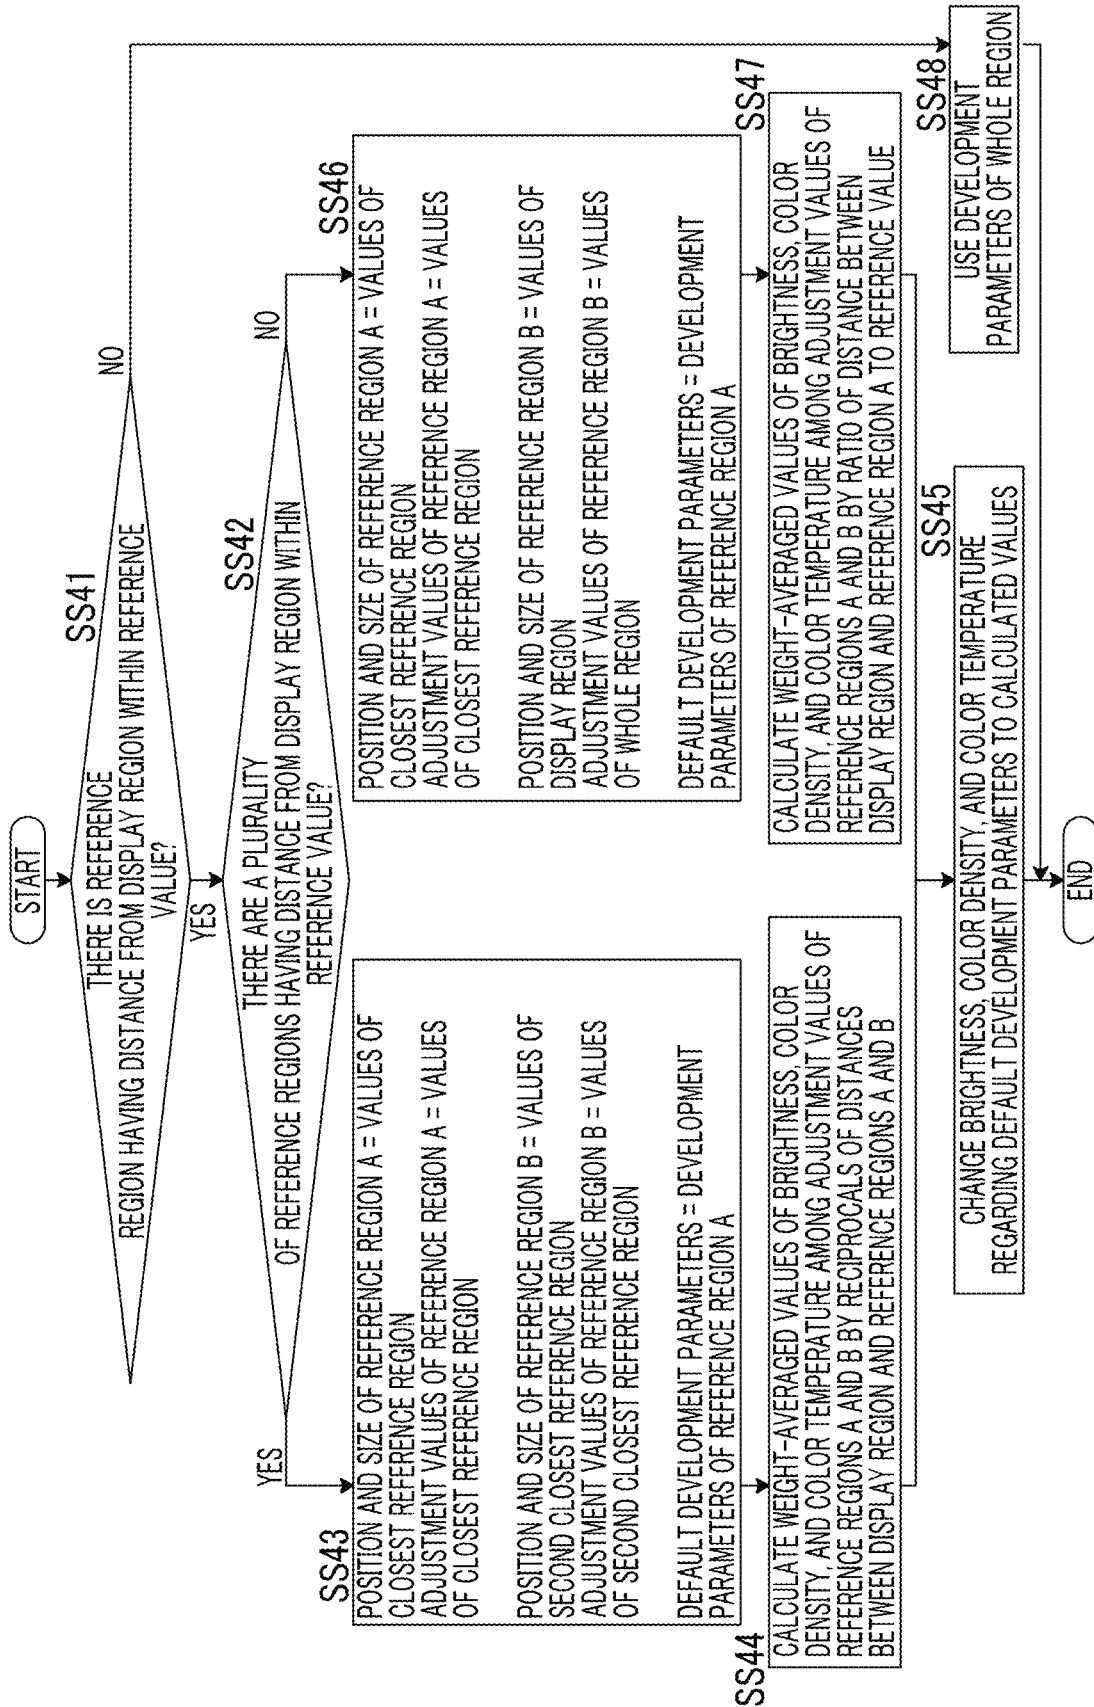 START
SS41
THERE IS REFERENCE
REGION HAVING DISTANCE FROM DISPLAY REGION WITHIN REFERENCE
VALUE?
NO
YES
SS42
THERE ARE A PLURALITY
OF REFERENCE REGIONS HAVING DISTANCE FROM DISPLAY REGION WITHIN
REFERENCE VALUE?
YES
NO
SS43
POSITION AND SIZE OF REFERENCE REGION A = VALUES OF
CLOSEST REFERENCE REGION
ADJUSTMENT VALUES OF REFERENCE REGION A = VALUES
OF CLOSEST REFERENCE REGION
POSITION AND SIZE OF REFERENCE REGION B = VALUES OF
SECOND CLOSEST REFERENCE REGION
ADJUSTMENT VALUES OF REFERENCE REGION B = VALUES
OF SECOND CLOSEST REFERENCE REGION
DEFAULT DEVELOPMENT PARAMETERS = DEVELOPMENT
PARAMETERS OF REFERENCE REGION A
SS46
POSITION AND SIZE OF REFERENCE REGION A = VALUES OF
CLOSEST REFERENCE REGION
ADJUSTMENT VALUES OF REFERENCE REGION A = VALUES
OF CLOSEST REFERENCE REGION
POSITION AND SIZE OF REFERENCE REGION B = VALUES OF
DISPLAY REGION
ADJUSTMENT VALUES OF REFERENCE REGION B = VALUES
OF WHOLE REGION
DEFAULT DEVELOPMENT PARAMETERS = DEVELOPMENT
PARAMETERS OF REFERENCE REGION A
SS44
CALCULATE WEIGHT-AVERAGED VALUES OF BRIGHTNESS, COLOR
DENSITY, AND COLOR TEMPERATURE AMONG ADJUSTMENT VALUES OF
REFERENCE REGIONS A AND B BY RECIPROCALS OF DISTANCES
BETWEEN DISPLAY REGION AND REFERENCE REGIONS A AND B
SS47
CALCULATE WEIGHT-AVERAGED VALUES OF BRIGHTNESS, COLOR
DENSITY, AND COLOR TEMPERATURE AMONG ADJUSTMENT VALUES OF
REFERENCE REGIONS A AND B BY RATIO OF DISTANCE BETWEEN
DISPLAY REGION AND REFERENCE REGION A TO REFERENCE VALUE
SS45
CHANGE BRIGHTNESS, COLOR DENSITY, AND COLOR TEMPERATURE
REGARDING DEFAULT DEVELOPMENT PARAMETERS TO CALCULATED VALUES
SS48
USE DEVELOPMENT
PARAMETERS OF WHOLE REGION
END